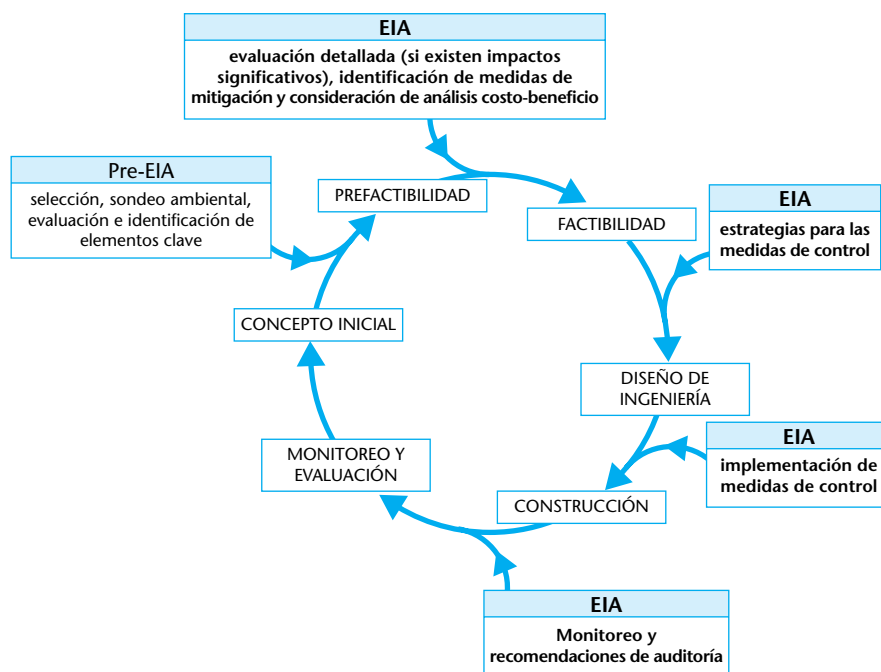 EIA
evaluación detallada (si existen impactos
significativos), identificación de medidas de
mitigación y consideración de análisis costo-beneficio
Pre-EIA
selección, sondeo ambiental,
evaluación e identificación de
elementos clave
PREFACTIBILIDAD
FACTIBILIDAD
EIA
estrategias para las
medidas de control
CONCEPTO INICIAL
DISEÑO DE
INGENIERÍA
EIA
implementación de
medidas de control
MONITOREO Y
EVALUACIÓN
CONSTRUCCIÓN
EIA
Monitoreo y
recomendaciones de auditoría